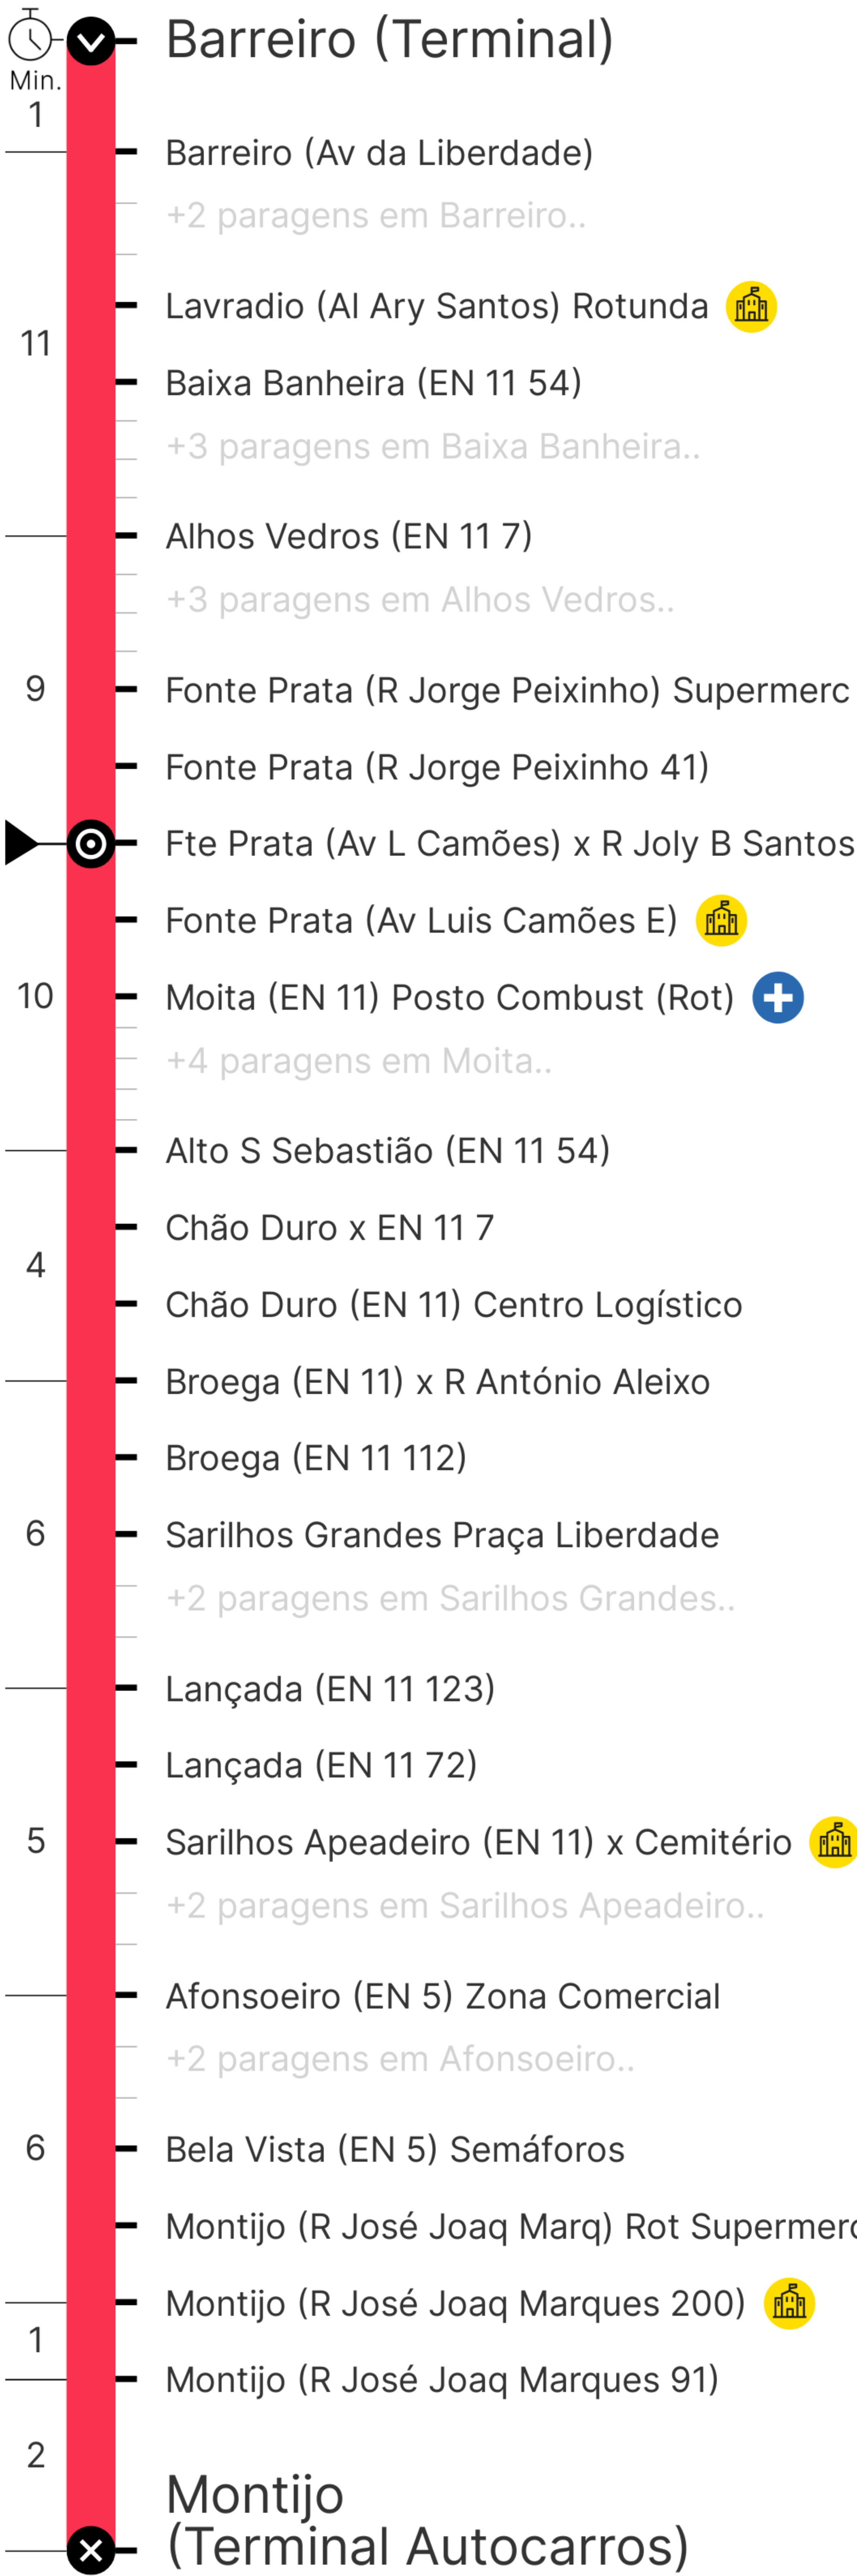 Barreiro (Terminal)
Min.
1
Barreiro (Av da Liberdade)
+2 paragens em Barreiro..
Lavradio (Al Ary Santos) Rotunda
11
Baixa Banheira (EN 11 54)
+3 paragens em Baixa Banheira..
Alhos Vedros (EN 11 7)
+3 paragens em Alhos Vedros..
9
Fonte Prata (R Jorge Peixinho) Supermerc
Fonte Prata (R Jorge Peixinho 41)
Fte Prata (Av L Camões) x R Joly B Santos
Fonte Prata (Av Luis Camões E)
10
Moita (EN 11) Posto Combust (Rot)
+4 paragens em Moita..
Alto S Sebastião (EN 11 54)
Chão Duro x EN 11 7
4
Chão Duro (EN 11) Centro Logístico
Broega (EN 11) x R António Aleixo
Broega (EN 11 112)
6
Sarilhos Grandes Praça Liberdade
+2 paragens em Sarilhos Grandes..
Lançada (EN 11 123)
Lançada (EN 11 72)
5
Sarilhos Apeadeiro (EN 11) x Cemitério
+2 paragens em Sarilhos Apeadeiro..
Afonsoeiro (EN 5) Zona Comercial
+2 paragens em Afonsoeiro..
6
Bela Vista (EN 5) Semáforos
Montijo (R José Joaq Marq) Rot Supermerc
Montijo (R José Joaq Marques 200)
1
Montijo (R José Joaq Marques 91)
2
Montijo
(Terminal Autocarros)